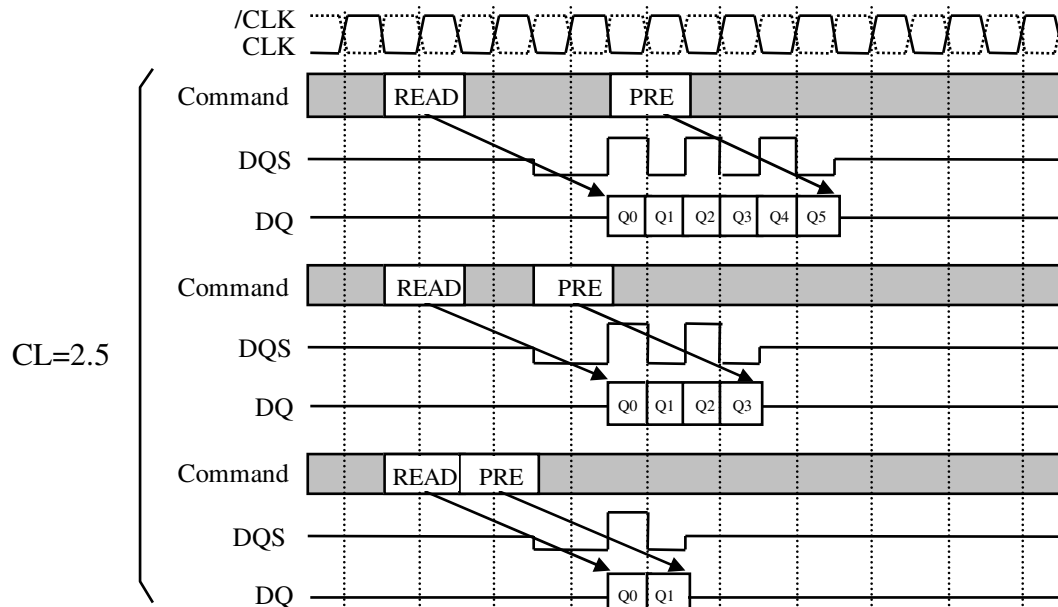 /CLK
CLK
Command READ PRE
DQS
DQ Q0 Q1 Q2 Q3 Q4 Q5
Command READ PRE
CL=2.5
DQS
DQ Q0 Q1 Q2 Q3
Command READ PRE
DQS
DQ Q0 Q1